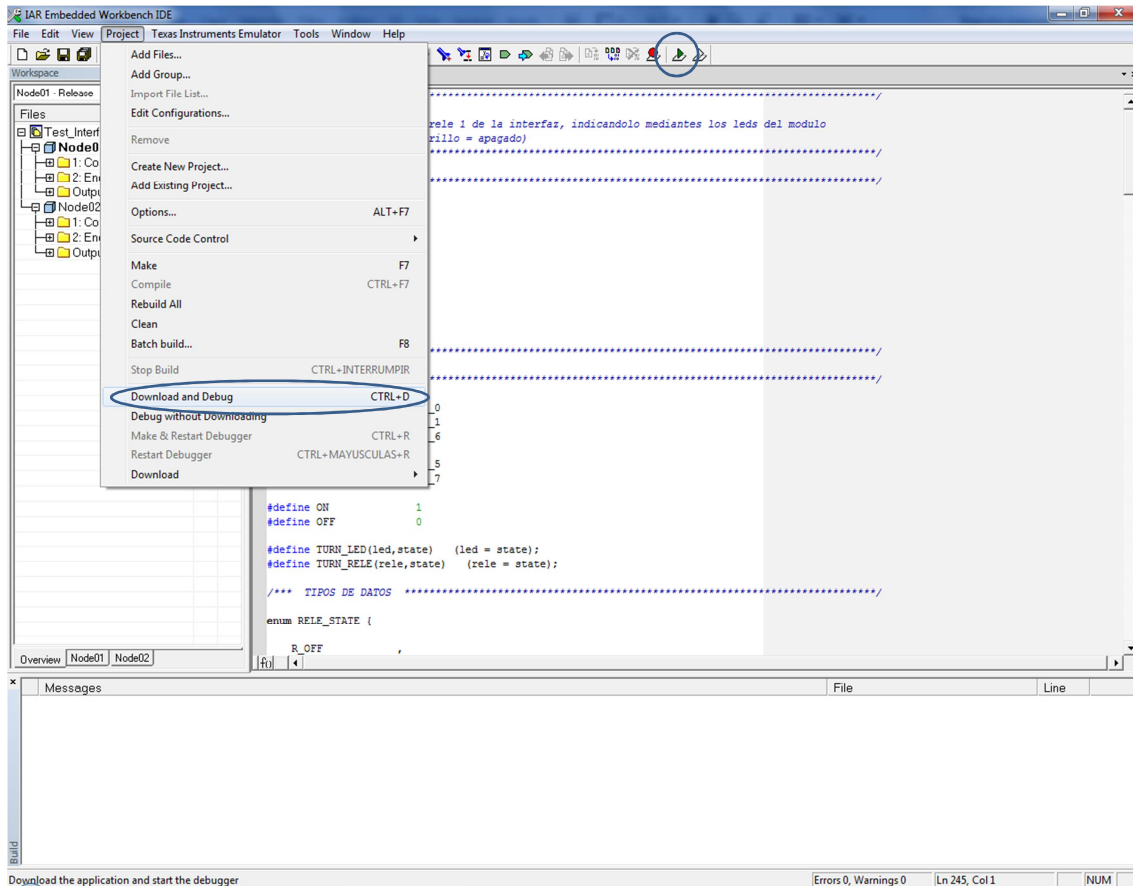 IAR Embedded Workbench IDE
File Edit View Project Texas Instruments Emulator Tools Window Help
Workspace
Node01 - Release
Files
Test_Interf
Node0
1: Co
2: En
Outpu
Node02
1: Co
2: En
Outpu
Overview Node01 Node02
Add Files...
Add Group...
Import File List...
Edit Configurations...
Remove
Create New Project...
Add Existing Project...
Options... ALT+F7
Source Code Control
Make F7
Compile CTRL+F7
Rebuild All
Clean
Batch build... F8
Stop Build CTRL+INTERRUMPIR
Download and Debug CTRL+D
Debug without Downloading
Make & Restart Debugger CTRL+R
Restart Debugger CTRL+MAYUSCULAS+R
Download
rele 1 de la interfaz, indicandolo mediantes los leds del modulo
rillo = apagado)
_0
_1
_6
_5
_7
#define ON 1
#define OFF 0
#define TURN_LED(led,state) (led = state);
#define TURN_RELE(rele,state) (rele = state);
/*** TIPOS DE DATOS ****************************************************************************/
enum RELE_STATE {
R_OFF ,
f()
Messages File Line
Build
Download the application and start the debugger Errors 0, Warnings 0 Ln 245, Col 1 NUM